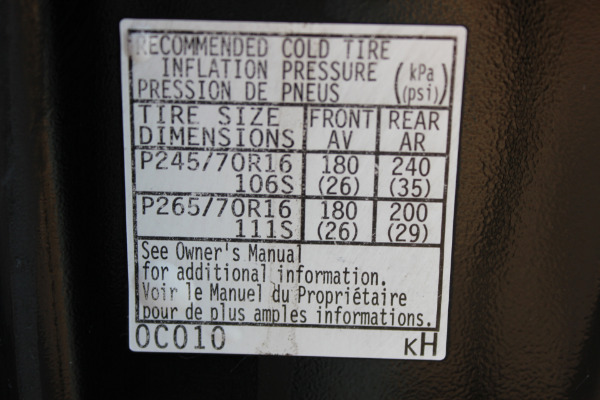 RECOMMENDED COLD TIRE
INFLATION PRESSURE (kPa
PRESSION DE PNEUS (psi))
TIRE SIZE FRONT REAR
DIMENSIONS AV AR
P245/70R16 180 240
106S (26) (35)
P265/70R16 180 200
111S (26) (29)
See Owner's Manual
for additional information.
Voir le Manuel du Propriétaire
pour de plus amples informations.
0C010 KH